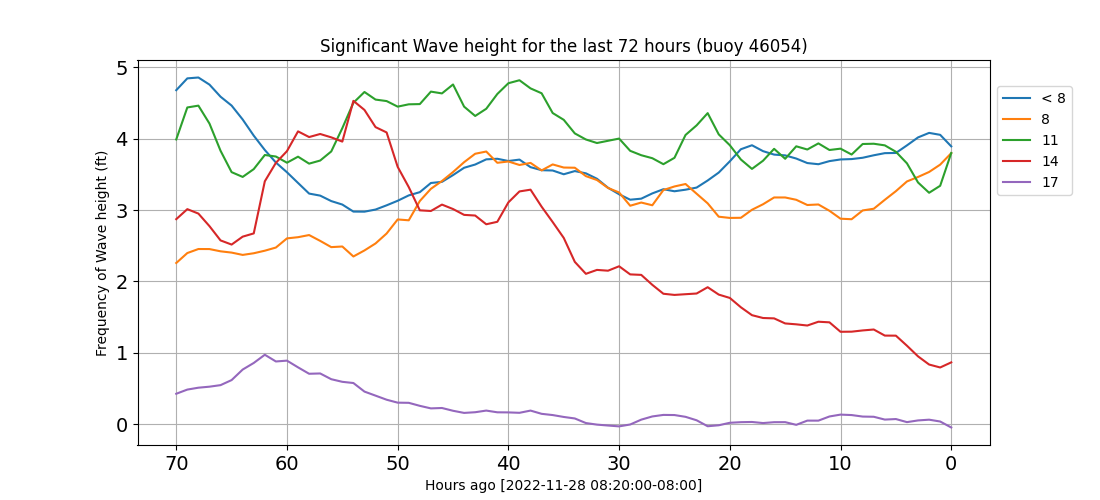 Significant Wave height for the last 72 hours (buoy 46054)
Frequency of Wave height (ft)
5
4
3
2
1
0
70 60 50 40 30 20 10 0
Hours ago [2022-11-28 08:20:00-08:00]
< 8
8
11
14
17